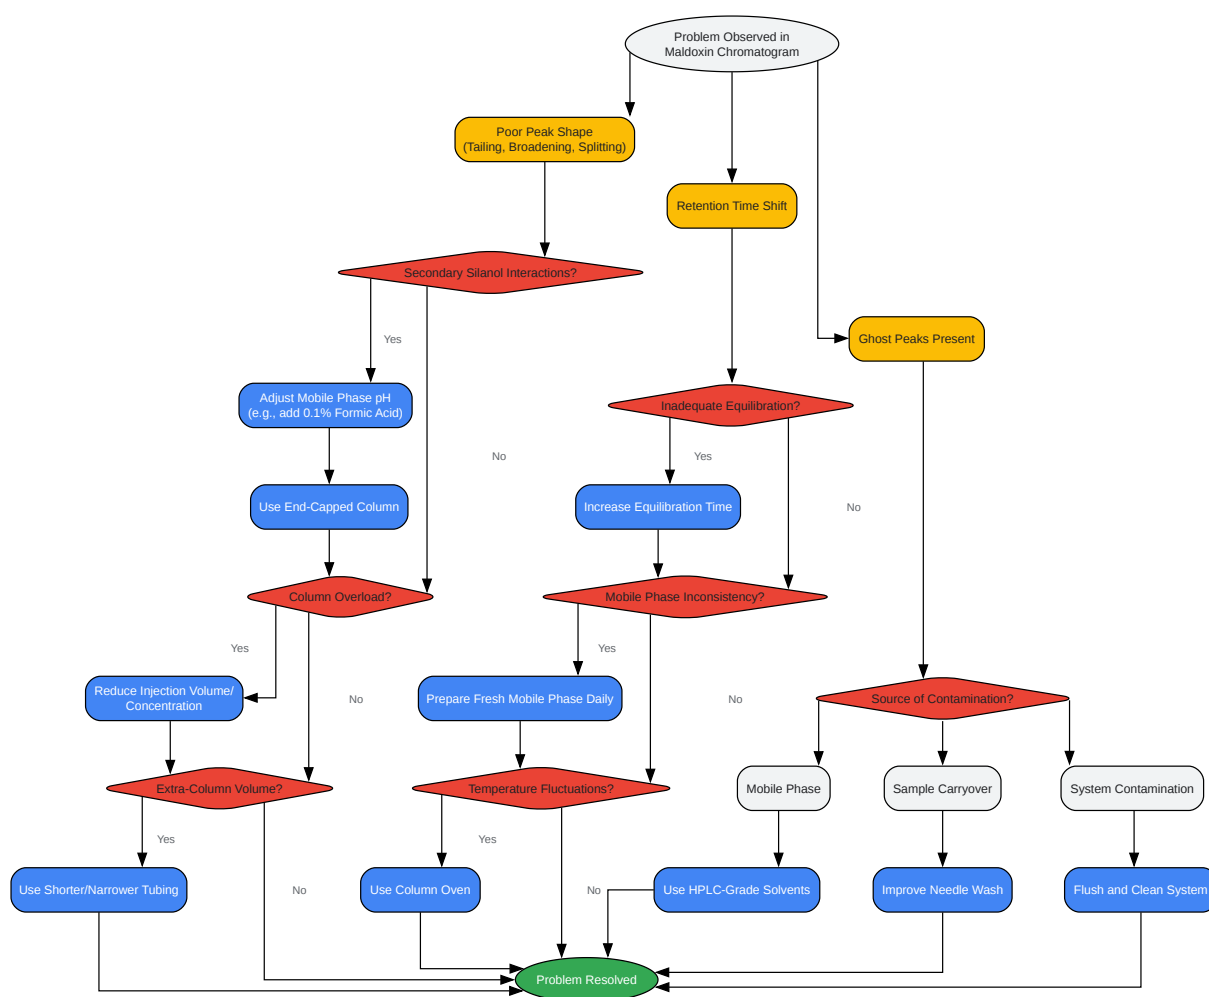 Problem Observed in
Maldoxin Chromatogram
Poor Peak Shape
(Tailing, Broadening, Splitting)
Retention Time Shift
Secondary Silanol Interactions?
Yes
Ghost Peaks Present
Adjust Mobile Phase pH
(e.g., add 0.1% Formic Acid)
Inadequate Equilibration?
No
Yes
Use End-Capped Column
Increase Equilibration Time
No
Column Overload?
Mobile Phase Inconsistency?
Yes
Yes
Reduce Injection Volume/
Concentration
No
Prepare Fresh Mobile Phase Daily
No
Source of Contamination?
Extra-Column Volume?
Temperature Fluctuations?
Mobile Phase
Sample Carryover
System Contamination
Yes
Yes
Use Shorter/Narrower Tubing
No
Use Column Oven
No
Use HPLC-Grade Solvents
Improve Needle Wash
Flush and Clean System
Problem Resolved